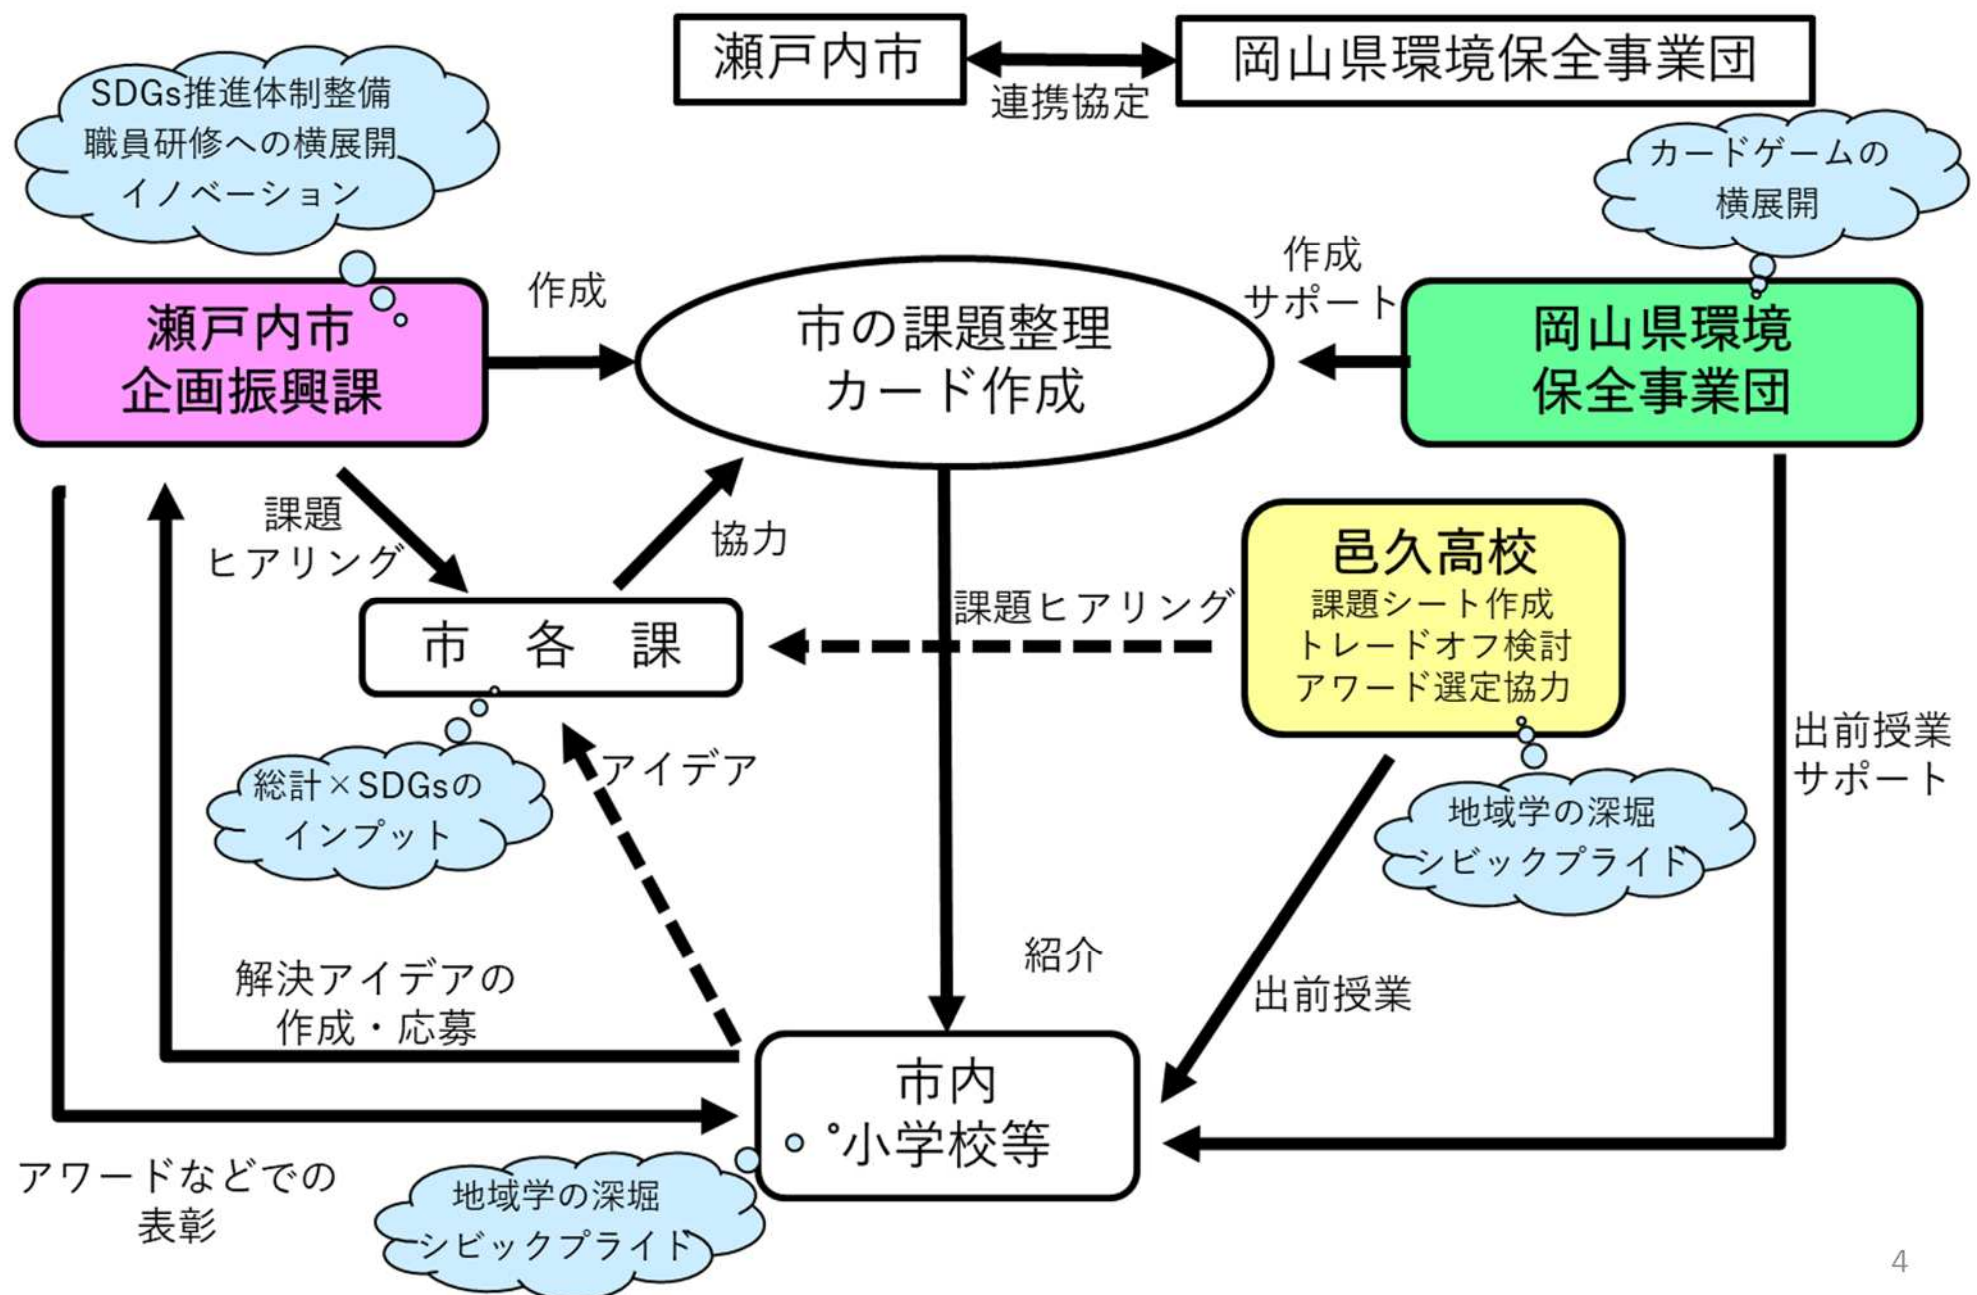 瀬戸内市
岡山県環境保全事業団
連携協定
SDGs推進体制整備
職員研修への横展開
イノベーション
カードゲームの
横展開
瀬戸内市
企画振興課
作成
市の課題整理
カード作成
作成
サポート
岡山県環境
保全事業団
課題
ヒアリング
協力
邑久高校
課題シート作成
トレードオフ検討
アワード選定協力
課題ヒアリング
市 各 課
総計×SDGsの
インプット
アイデア
地域学の深堀
シビックプライド
出前授業
サポート
解決アイデアの
作成・応募
紹介
出前授業
市内
小学校等
アワードなどでの
表彰
地域学の深堀
シビックプライド
4